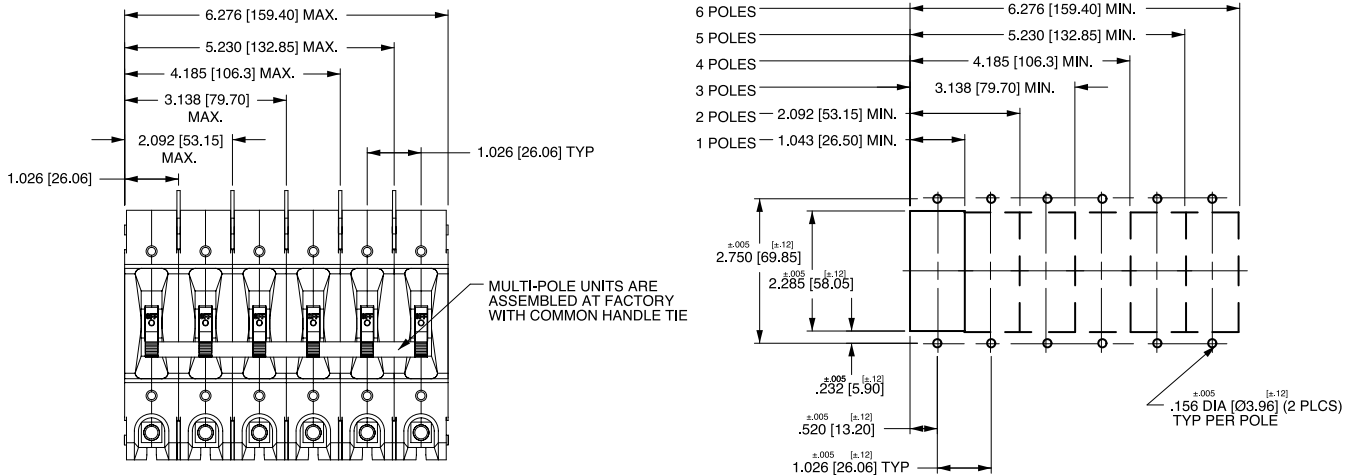 6.276 [159.40] MAX.
5.230 [132.85] MAX.
4.185 [106.3] MAX.
3.138 [79.70]
MAX.
2.092 [53.15]
MAX.
1.026 [26.06] TYP
1.026 [26.06]
OFF OFF OFF OFF OFF OFF
MULTI-POLE UNITS ARE
ASSEMBLED AT FACTORY
WITH COMMON HANDLE TIE
6 POLES 6.276 [159.40] MIN.
5 POLES 5.230 [132.85] MIN.
4 POLES 4.185 [106.3] MIN.
3 POLES 3.138 [79.70] MIN.
2 POLES 2.092 [53.15] MIN.
1 POLES 1.043 [26.50] MIN.
±.005 [±.12]
2.750 [69.85]
±.005 [±.12]
2.285 [58.05]
±.005 [±.12]
.232 [5.90]
±.005 [±.12]
.520 [13.20]
±.005 [±.12]
1.026 [26.06] TYP
±.005 [±.12]
.156 DIA [Ø3.96] (2 PLCS)
TYP PER POLE